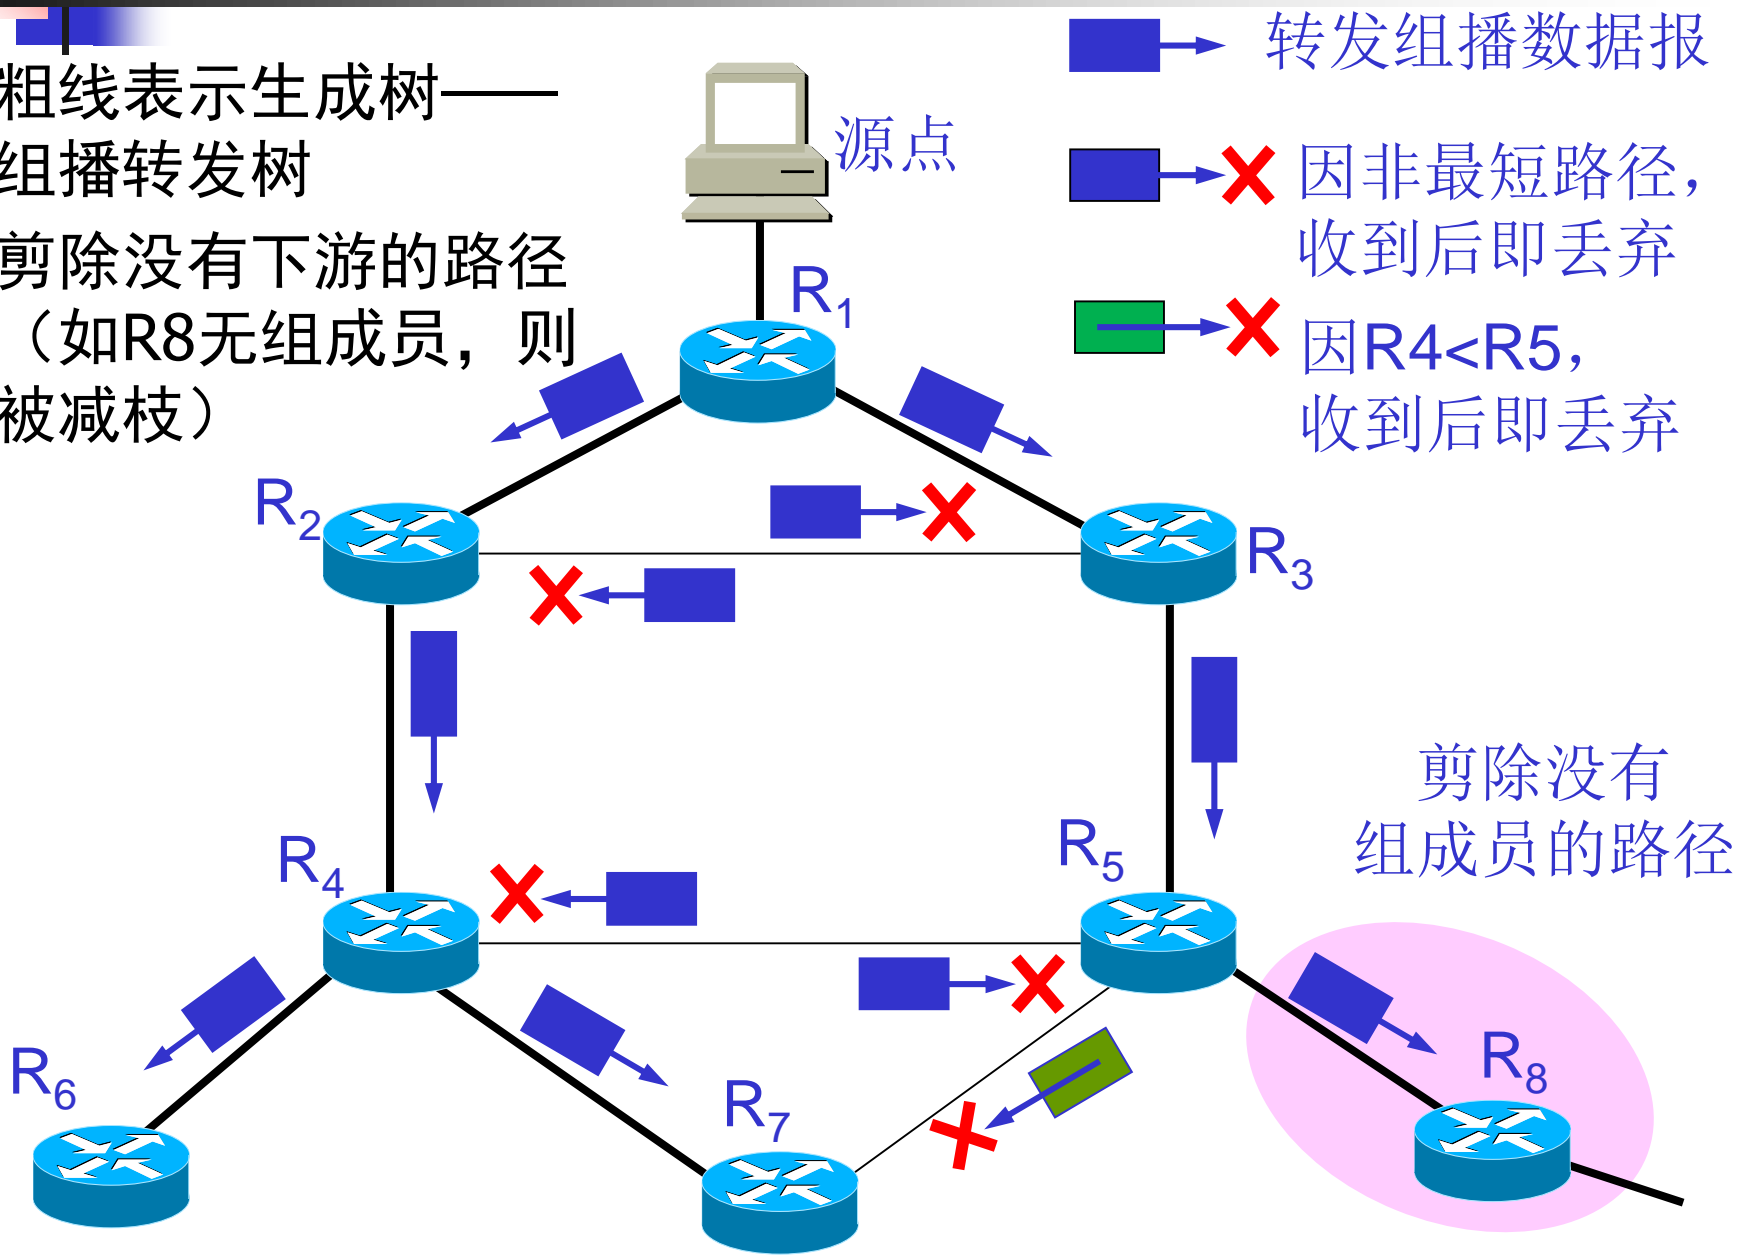 粗线表示生成树——
组播转发树
剪除没有下游的路径
（如R8无组成员，则
被减枝）
转发组播数据报
因非最短路径，
收到后即丢弃
因R4<R5，
收到后即丢弃
源点
R1
R2
R3
R4
R5
剪除没有
组成员的路径
R6
R7
R8